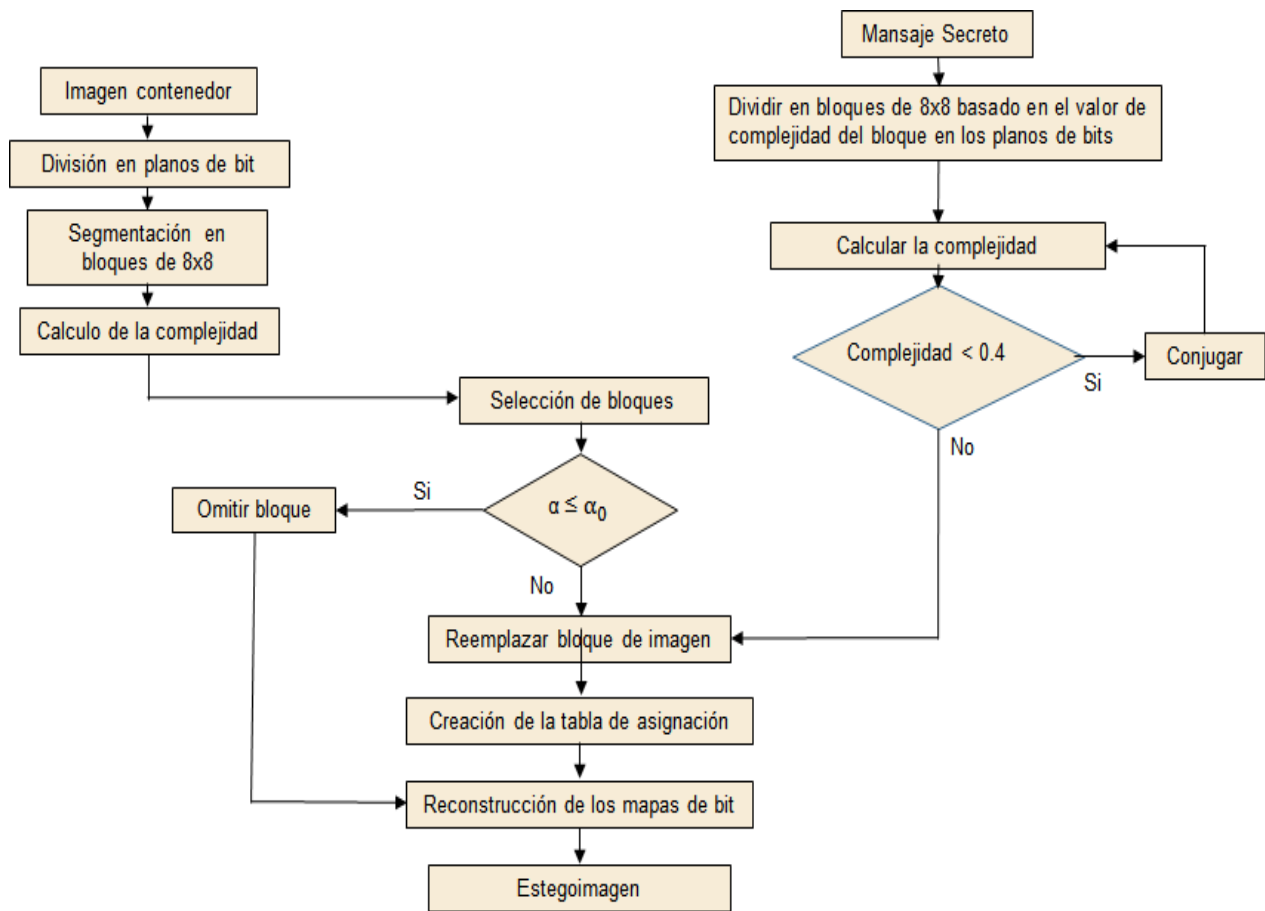 Mansaje Secreto
Imagen contenedor
Dividir en bloques de 8x8 basado en el valor de
complejidad del bloque en los planos de bits
División en planos de bit
Segmentación en
bloques de 8x8
Calcular la complejidad
Calculo de la complejidad
Complejidad < 0.4
Conjugar
Si
Selección de bloques
No
Si
Omitir bloque
α ≤ α0
No
Reemplazar bloque de imagen
Creación de la tabla de asignación
Reconstrucción de los mapas de bit
Estegoimagen